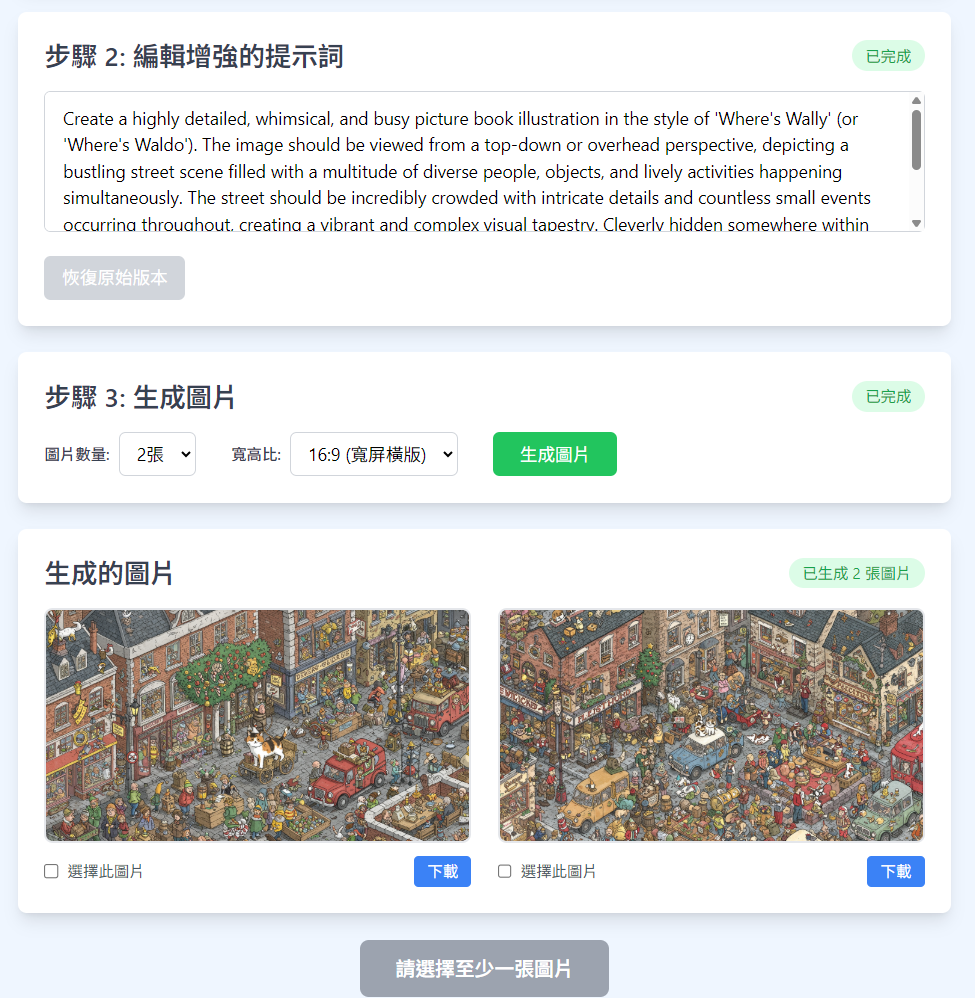 步驟 2: 編輯增強的提示詞
已完成
Create a highly detailed, whimsical, and busy picture book illustration in the style of 'Where's Wally' (or
'Where's Waldo'). The image should be viewed from a top-down or overhead perspective, depicting a
bustling street scene filled with a multitude of diverse people, objects, and lively activities happening
simultaneously. The street should be incredibly crowded with intricate details and countless small events
occurring throughout, creating a vibrant and complex visual tapestry. Cleverly hidden somewhere within
恢復原始版本
步驟 3: 生成圖片
已完成
圖片數量:
2張
寬高比:
16:9 (寬屏橫版)
生成圖片
生成的圖片
已生成 2 張圖片
選擇此圖片
下載
選擇此圖片
下載
請選擇至少一張圖片